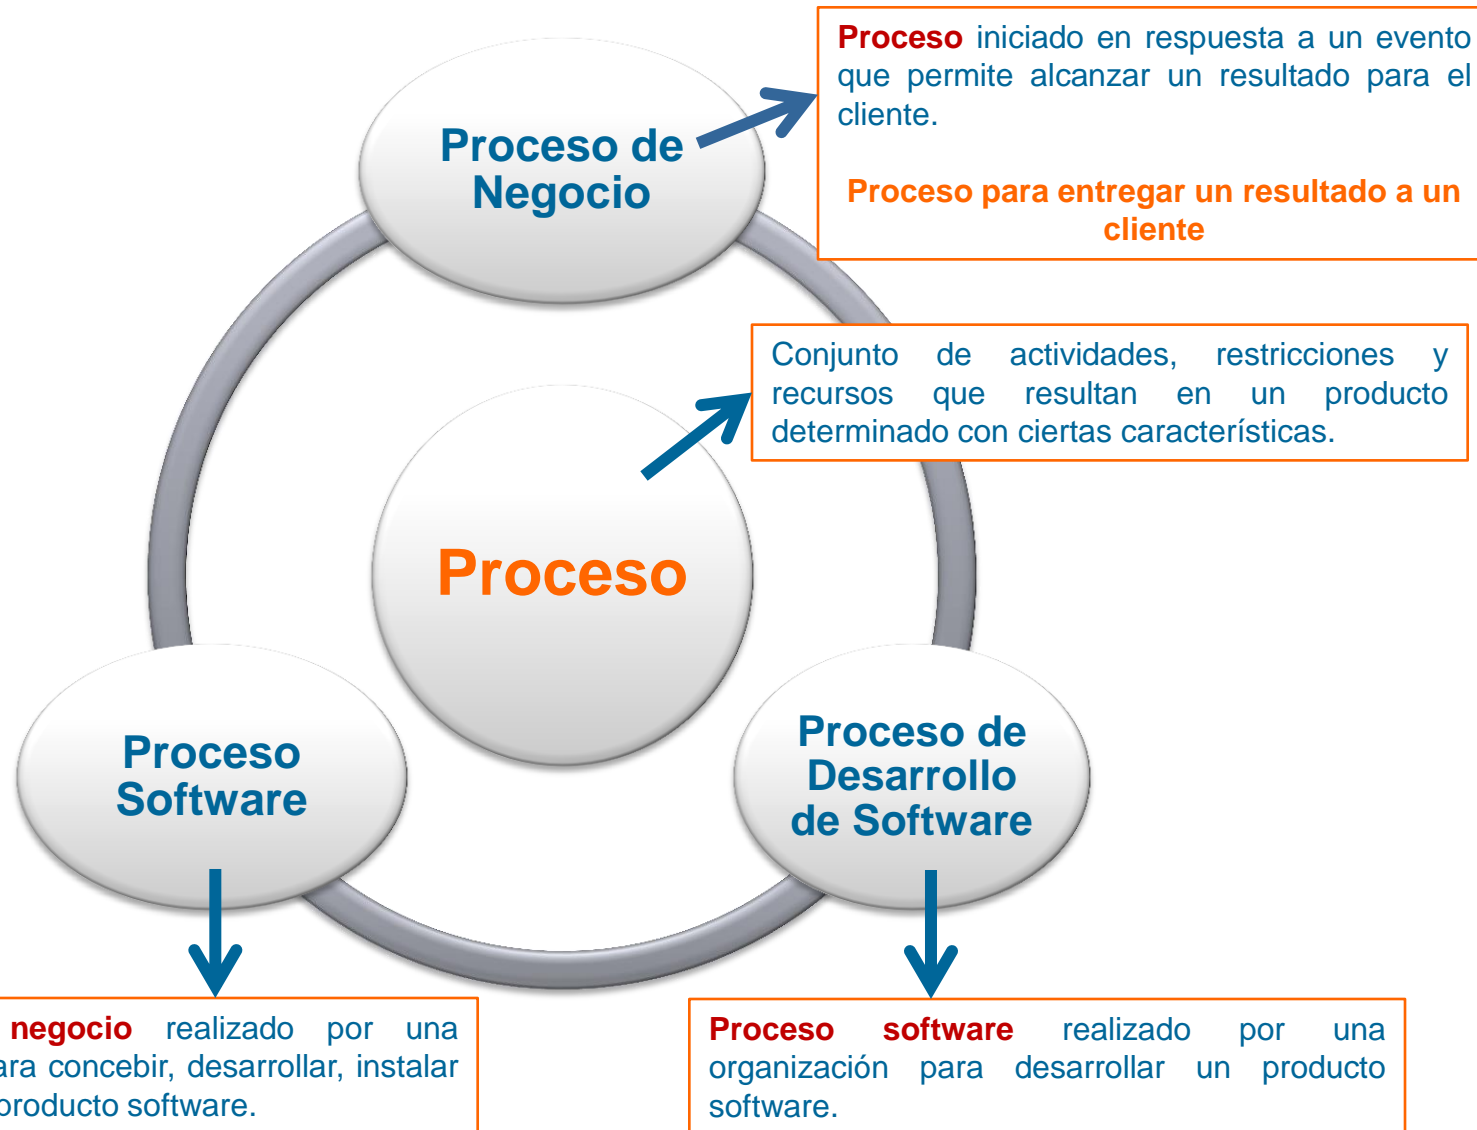 Proceso iniciado en respuesta a un evento
que permite alcanzar un resultado para el
cliente.
Proceso para entregar un resultado a un
cliente
Proceso de
Negocio
Conjunto de actividades, restricciones y
recursos que resultan en un producto
determinado con ciertas características.
Proceso
Proceso
Software
Proceso de
Desarrollo
de Software
negocio realizado por una
concebir, desarrollar, instalar
producto software.
Proceso software realizado por una
organización para desarrollar un producto
software.